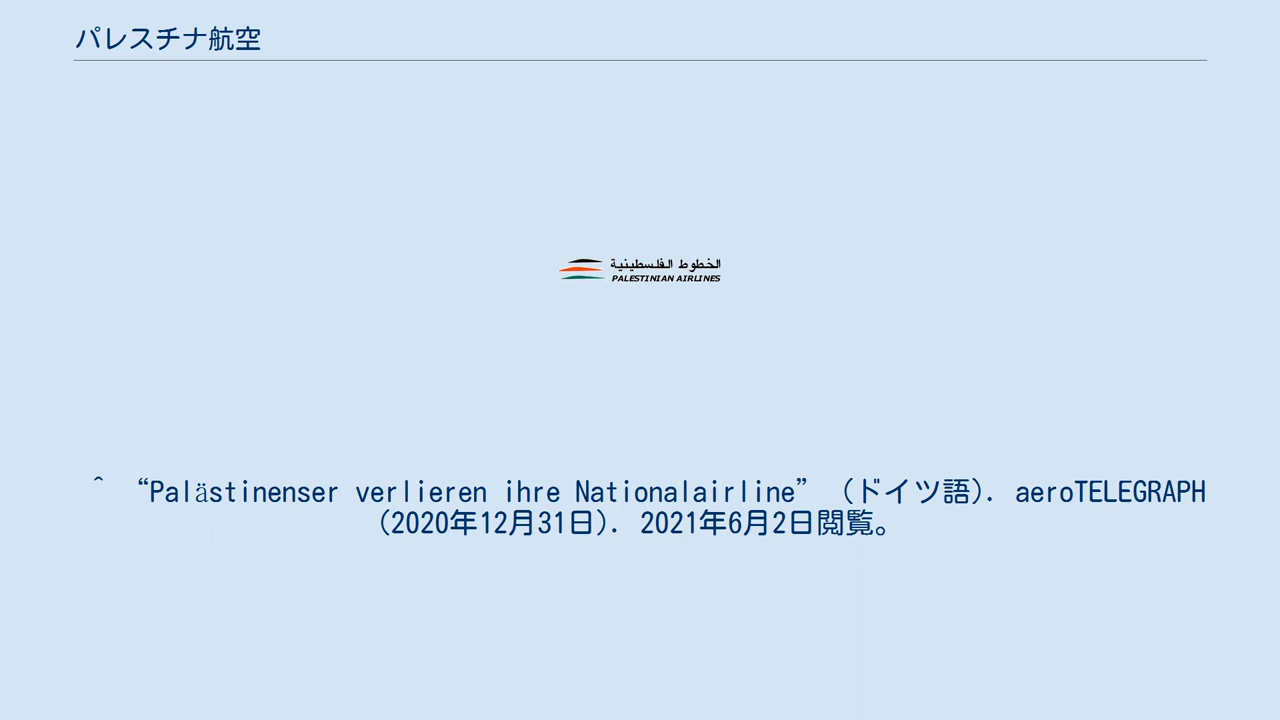 パレスチナ航空
الخطوط الفلسطينية
PALESTINIAN AIRLINES
^ “Palästinenser verlieren ihre Nationalairline” (ドイツ語). aeroTELEGRAPH
(2020年12月31日). 2021年6月2日閲覧。